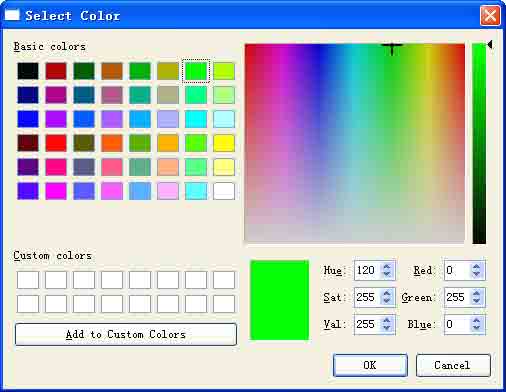 Select Color
Basic colors
Custom colors
Hue: 120 Red: 0
Sat: 255 Green: 255
Val: 255 Blue: 0
Add to Custom Colors
OK Cancel